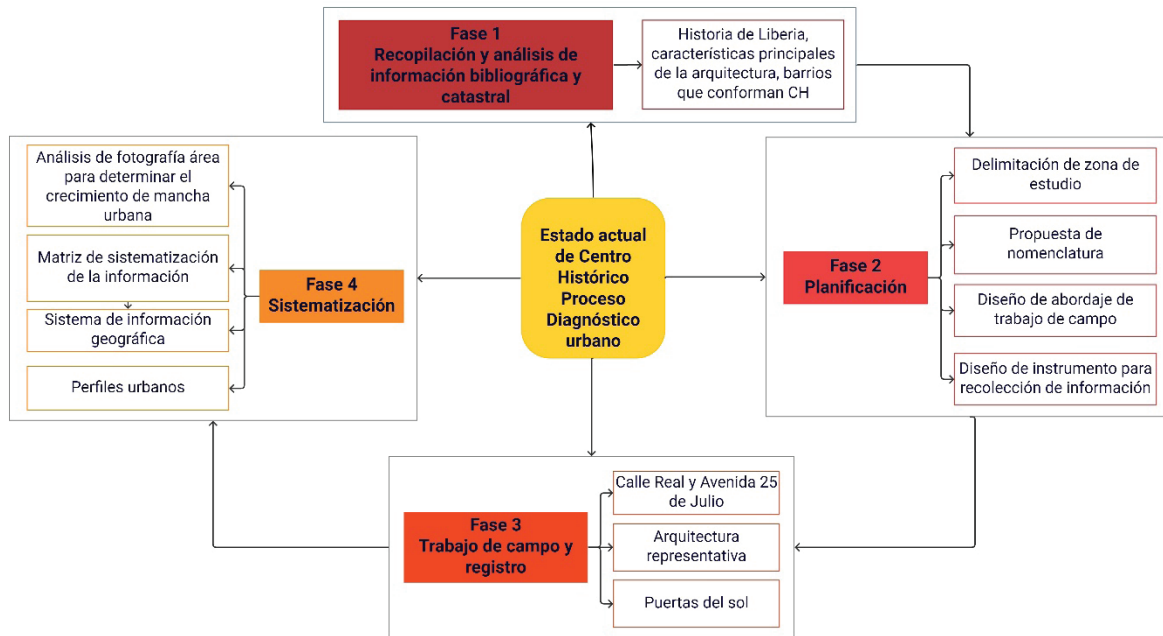 Fase 1
Recopilación y análisis de
información bibliográfica y
catastral
Historia de Liberia,
características principales
de la arquitectura, barrios
que conforman CH
Análisis de fotografía área
para determinar el
crecimiento de mancha
urbana
Matriz de sistematización
de la información
Sistema de información
geográfica
Perfiles urbanos
Fase 4
Sistematización
Estado actual
de Centro
Histórico
Proceso
Diagnóstico
urbano
Fase 2
Planificación
Delimitación de zona de
estudio
Propuesta de
nomenclatura
Diseño de abordaje de
trabajo de campo
Diseño de instrumento para
recolección de información
Fase 3
Trabajo de campo y
registro
Calle Real y Avenida 25
de Julio
Arquitectura
representativa
Puertas del sol